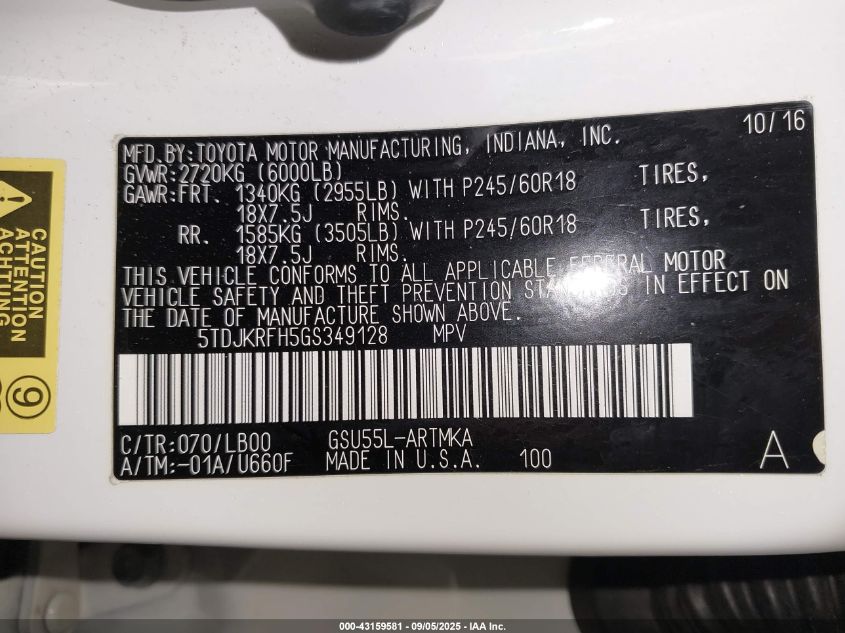 MFD.BY:TOYOTA MOTOR MANUFACTURING, INDIANA, INC. 10/16
GVWR:2720KG (6000LB)
GAWR:FRT. 1340KG (2955LB) WITH P245/60R18 TIRES,
18X7.5J RIMS.
RR. 1585KG (3505LB) WITH P245/60R18 TIRES,
18X7.5J RIMS.
THIS VEHICLE CONFORMS TO ALL APPLICABLE FEDERAL MOTOR
VEHICLE SAFETY AND THEFT PREVENTION STANDARDS IN EFFECT ON
THE DATE OF MANUFACTURE SHOWN ABOVE.
5TDJKRFH5GS349128 MPV
C/TR:070/LB00 GSU55L-ARTMKA
A/TM:-01A/U660F MADE IN U.S.A. 100 A
CAUTION
ATTENTION
ACHTUNG
9
000-43159581 - 09/05/2025 - IAA Inc.